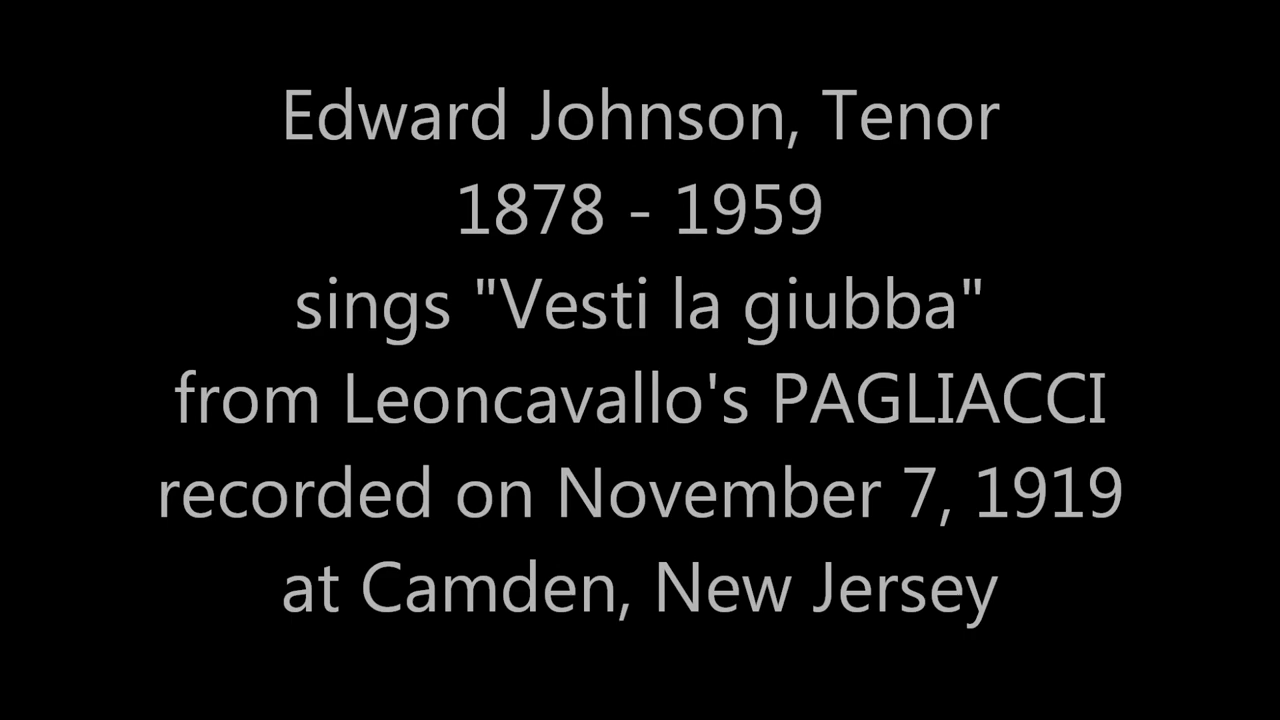 Edward Johnson, Tenor
1878 - 1959
sings "Vesti la giubba"
from Leoncavallo's PAGLIACCI
recorded on November 7, 1919
at Camden, New Jersey